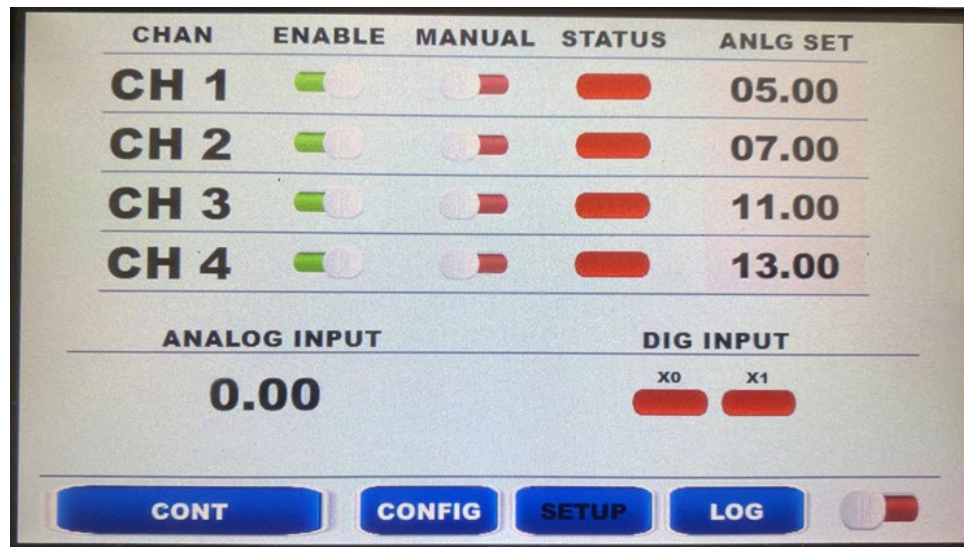 CHAN ENABLE MANUAL STATUS ANLG SET
CH 1 05.00
CH 2 07.00
CH 3 11.00
CH 4 13.00
ANALOG INPUT DIG INPUT
X0 X1
0.00
CONT CONFIG SETUP LOG